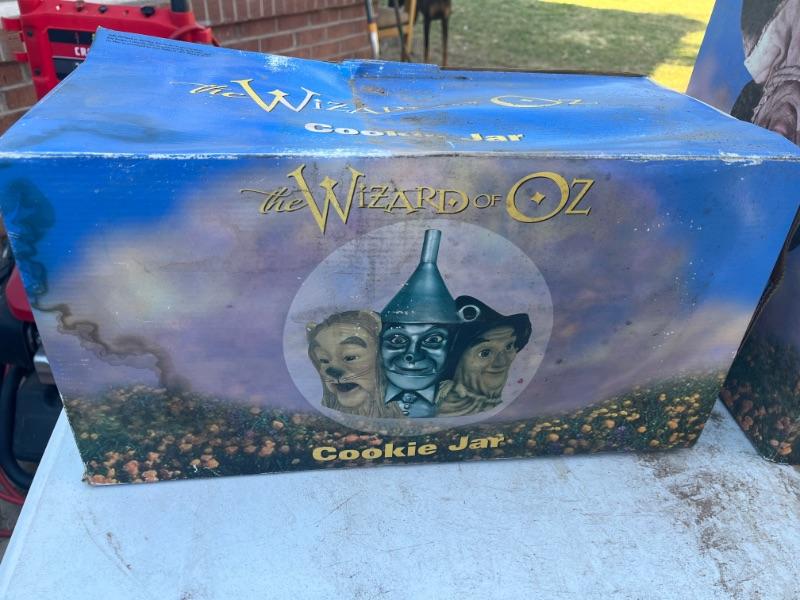 the WIZARD OF OZ
Cookie Jar
the WIZARD OF OZ
Cookie Jar